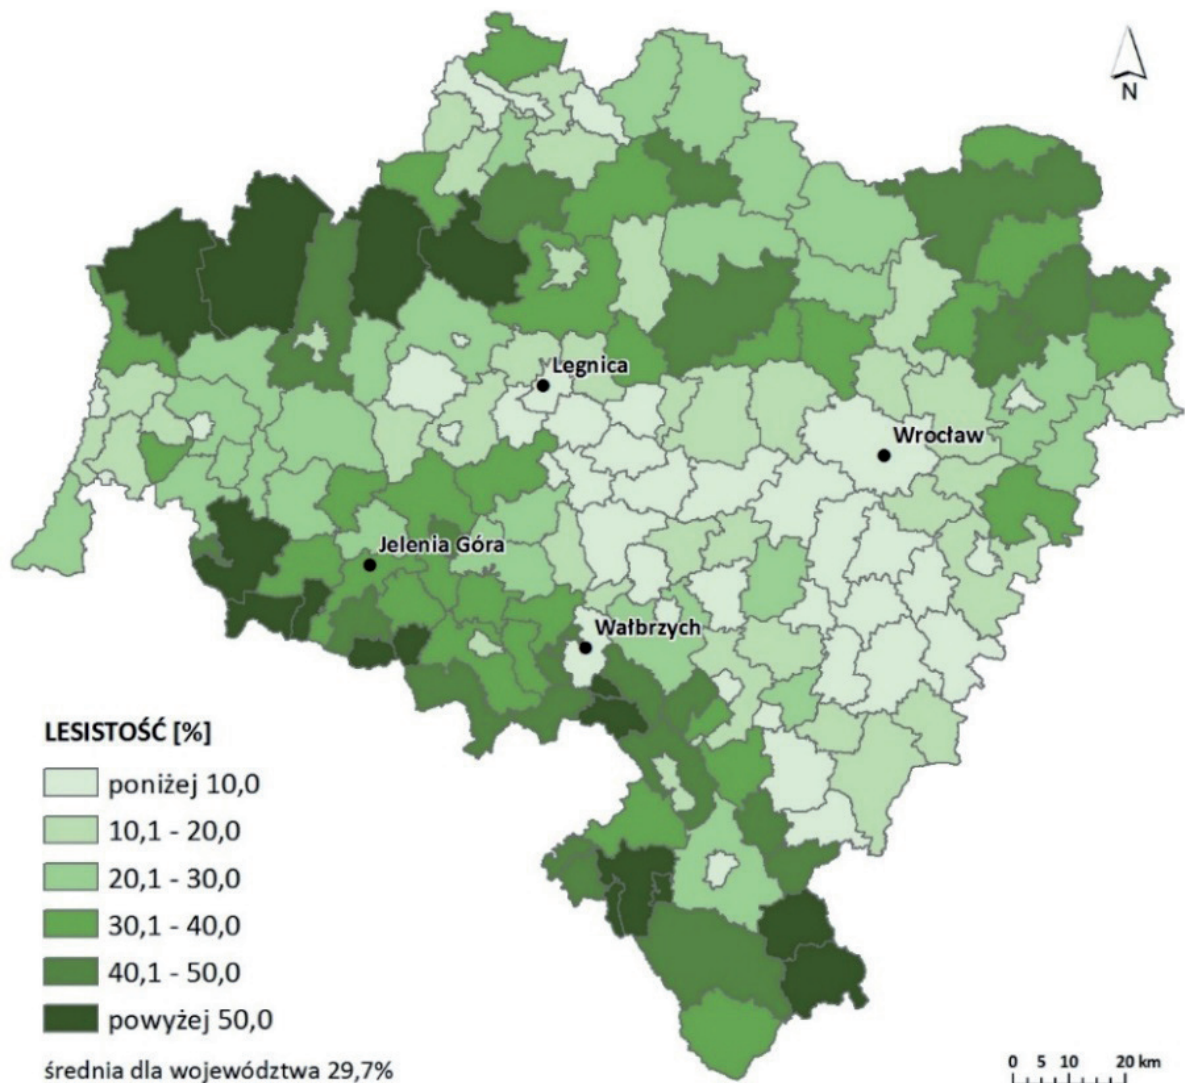 N
Legnica
Wrocław
Jelenia Góra
Wałbrzych
LESISTOŚĆ [%]
poniżej 10,0
10,1 - 20,0
20,1 - 30,0
30,1 - 40,0
40,1 - 50,0
powyżej 50,0
średnia dla województwa 29,7%
0 5 10 20 km